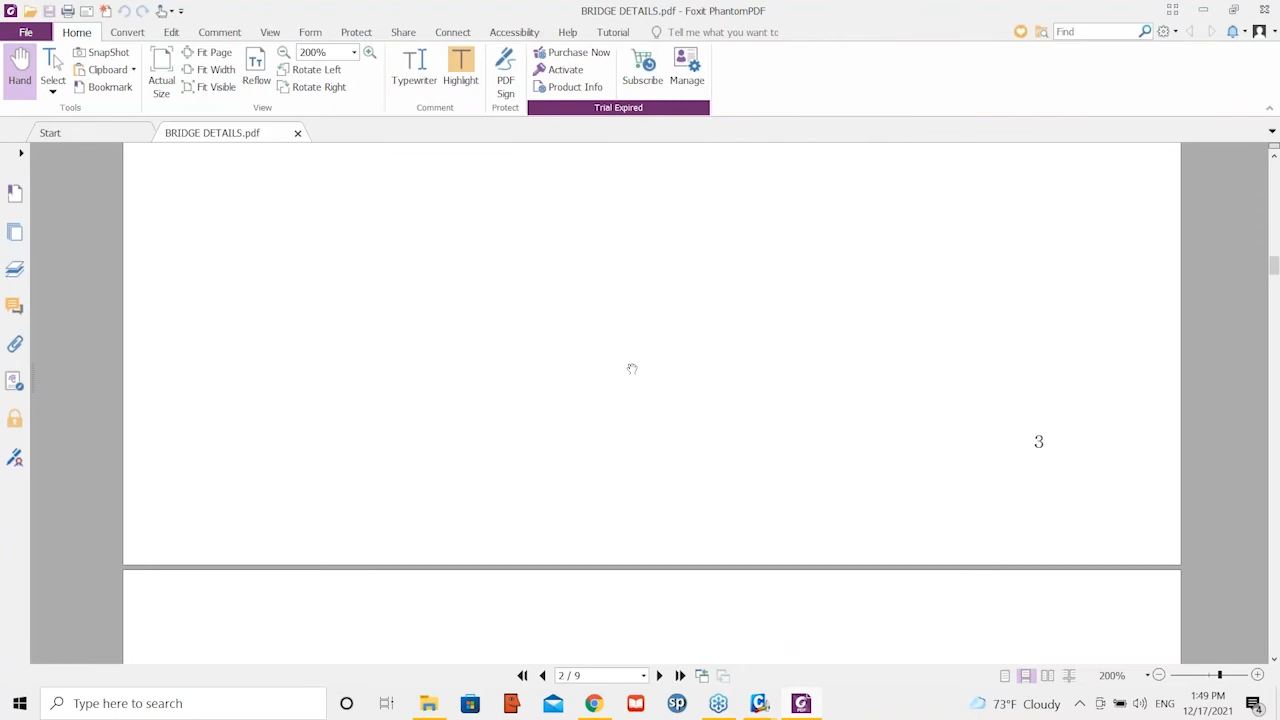 BRIDGE DETAILS.pdf - Foxit PhantomPDF
File Home Convert Edit Comment View Form Protect Share Connect Accessibility Help Tutorial Tell me what you want to Find
Hand
Select
SnapShot
Clipboard
Bookmark
Tools
Actual Size
Fit Page
Fit Width
Fit Visible
Reflow
200%
Rotate Left
Rotate Right
View
Typewriter
Highlight
Comment
PDF Sign
Protect
Purchase Now
Activate
Product Info
Subscribe
Manage
Trial Expired
Start
BRIDGE DETAILS.pdf
3
2 / 9
200%
Type here to search
73°F Cloudy
ENG
1:49 PM
12/17/2021
4